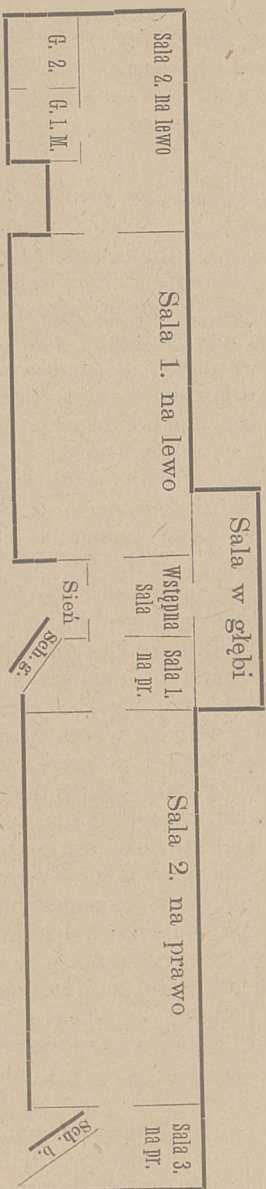 Sala w głębi
Sala 2. na lewo
Sala 1. na lewo
Wstępna
Sala
Sala 1.
na pr.
Sala 2. na prawo
Sala 3.
na pr.
G. 2.
G. 1. M.
Sień
Sch. g.
Sch. b.